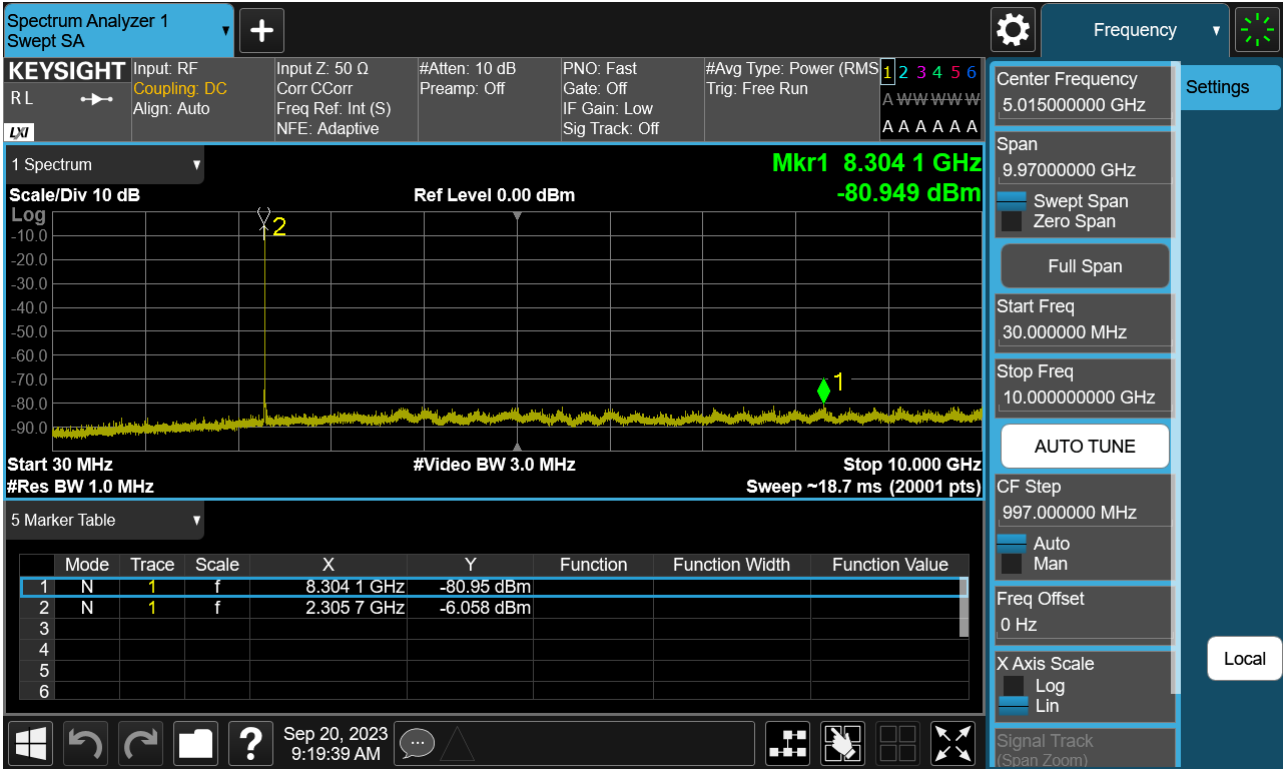 Spectrum Analyzer 1
Swept SA
Frequency
KEYSIGHT
R L
LXI
Input: RF
Coupling: DC
Align: Auto
Input Z: 50 Ω
Corr CCorr
Freq Ref: Int (S)
NFE: Adaptive
#Atten: 10 dB
Preamp: Off
PNO: Fast
Gate: Off
IF Gain: Low
Sig Track: Off
#Avg Type: Power (RMS
Trig: Free Run
1 2 3 4 5 6
A W W W W W
A A A A A A
1 Spectrum
Mkr1 8.304 1 GHz
-80.949 dBm
Scale/Div 10 dB
Ref Level 0.00 dBm
Log
-10.0
-20.0
-30.0
-40.0
-50.0
-60.0
-70.0
-80.0
-90.0
2
1
Start 30 MHz
#Video BW 3.0 MHz
Stop 10.000 GHz
#Res BW 1.0 MHz
Sweep ~18.7 ms (20001 pts)
5 Marker Table
Mode Trace Scale X Y Function Function Width Function Value
1 N 1 f 8.304 1 GHz -80.95 dBm
2 N 1 f 2.305 7 GHz -6.058 dBm
3
4
5
6
Sep 20, 2023
9:19:39 AM
Center Frequency
5.015000000 GHz
Span
9.97000000 GHz
Swept Span
Zero Span
Full Span
Start Freq
30.000000 MHz
Stop Freq
10.000000000 GHz
AUTO TUNE
CF Step
997.000000 MHz
Auto
Man
Freq Offset
0 Hz
X Axis Scale
Log
Lin
Signal Track
(Span Zoom)
Settings
Local